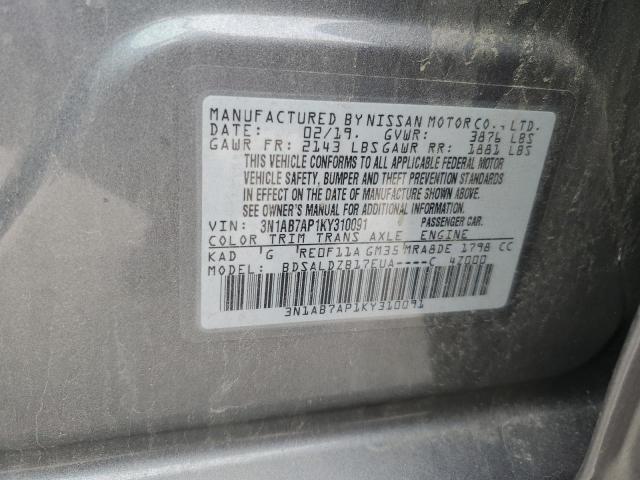 MANUFACTURED BY NISSAN MOTOR CO., LTD.
DATE: 02/19. GVWR: 3876 LBS
GAWR FR: 2143 LBS GAWR RR: 1881 LBS
THIS VEHICLE CONFORMS TO ALL APPLICABLE FEDERAL MOTOR
VEHICLE SAFETY, BUMPER AND THEFT PREVENTION STANDARDS
IN EFFECT ON THE DATE OF MANUFACTURE SHOWN ABOVE.
SEE OWNER'S MANUAL FOR ADDITIONAL INFORMATION.
VIN: 3N1AB7AP1KY310091 PASSENGER CAR.
COLOR TRIM TRANS AXLE ENGINE
KAD G RE0F11A GM35 MRA8DE 1798 CC
MODEL: BDSALDZB17EUA----C 47000
3N1AB7AP1KY310091